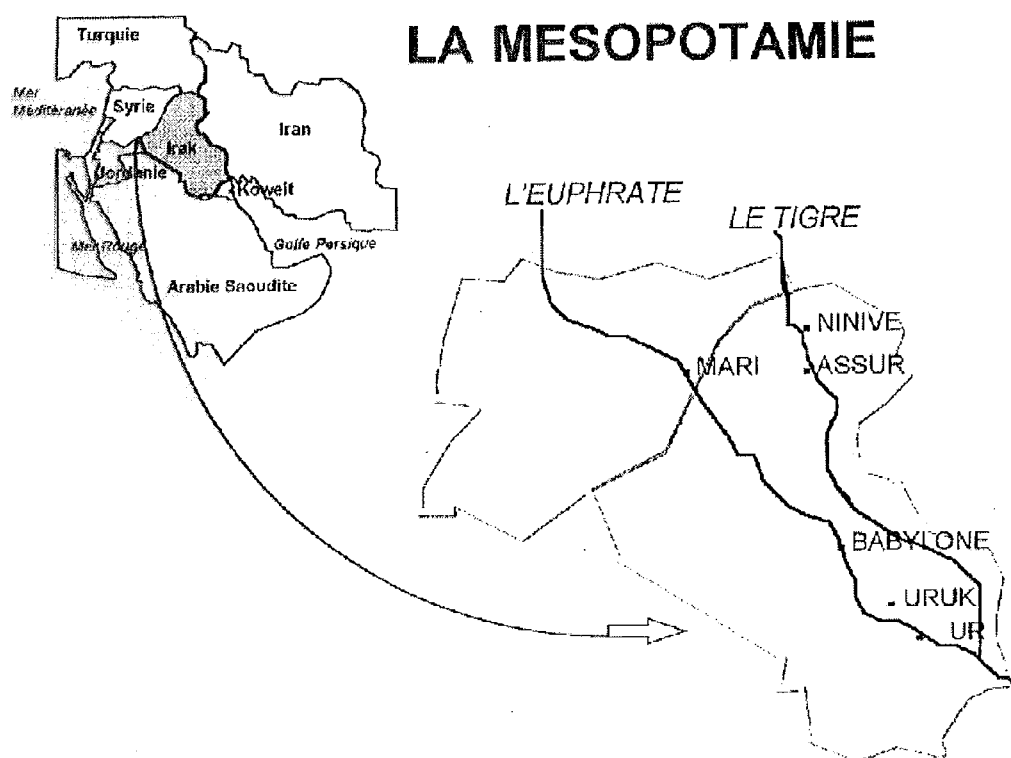 LA MESOPOTAMIE
Turquie
Mer
Méditéranée
Syrie
Irak
Iran
Jordanie
Koweit
Mer Rouge
Golfe Persique
Arabie Saoudite
L'EUPHRATE
LE TIGRE
NINIVE
MARI
ASSUR
BABYLONE
URUK
UR